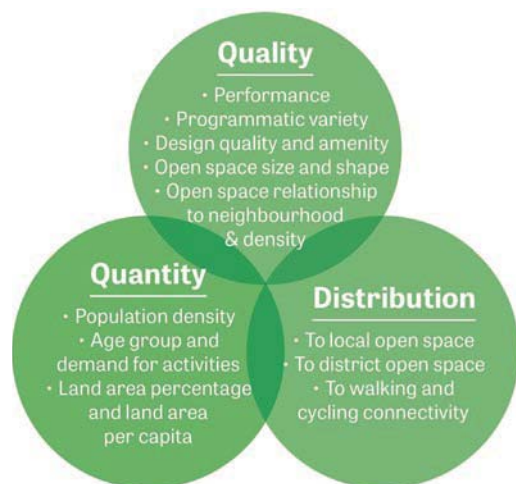 Quality
• Performance
• Programmatic variety
• Design quality and amenity
• Open space size and shape
• Open space relationship
to neighbourhood
& density
Quantity
• Population density
• Age group and
demand for activities
• Land area percentage
and land area
per capita
Distribution
• To local open space
• To district open space
• To walking and
cycling connectivity